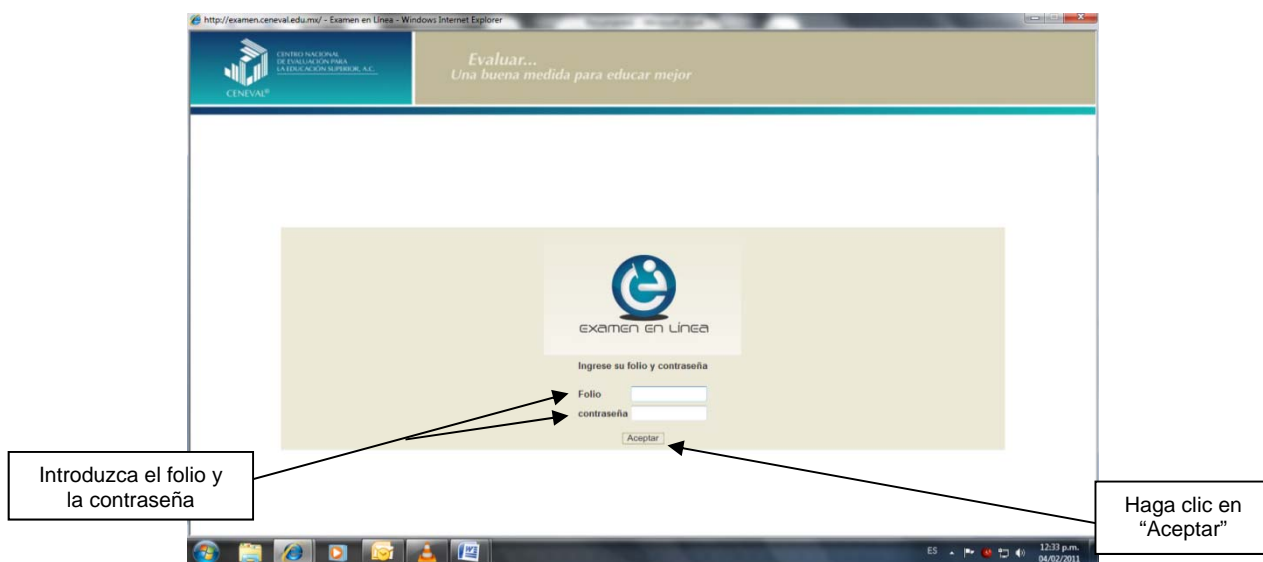 http://examen.ceneval.edu.mx/ - Examen en Línea - Windows Internet Explorer
CENTRO NACIONAL
DE EVALUACIÓN PARA
LA EDUCACIÓN SUPERIOR, A.C.
CENEVAL®
Evaluar...
Una buena medida para educar mejor
Examen en Línea
Ingrese su folio y contraseña
Folio
contraseña
Aceptar
Introduzca el folio y
la contraseña
Haga clic en
“Aceptar”
ES
12:33 p.m.
04/02/2011